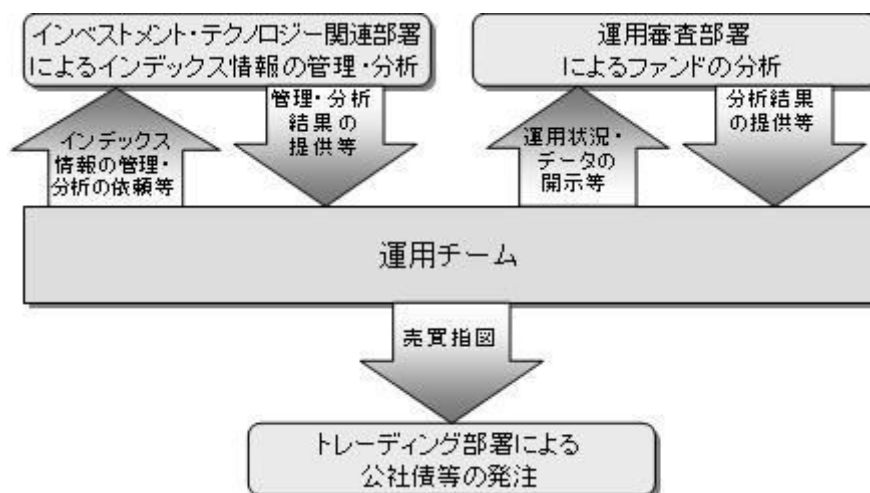 インベストメント・テクノロジー関連部署
によるインデックス情報の管理・分析
運用審査部署
によるファンドの分析
インデックス
情報の管理・
分析の依頼等
管理・分析
結果の
提供等
運用状況・
データの
開示等
分析結果
の提供等
運用チーム
売買指図
トレーディング部署による
公社債等の発注